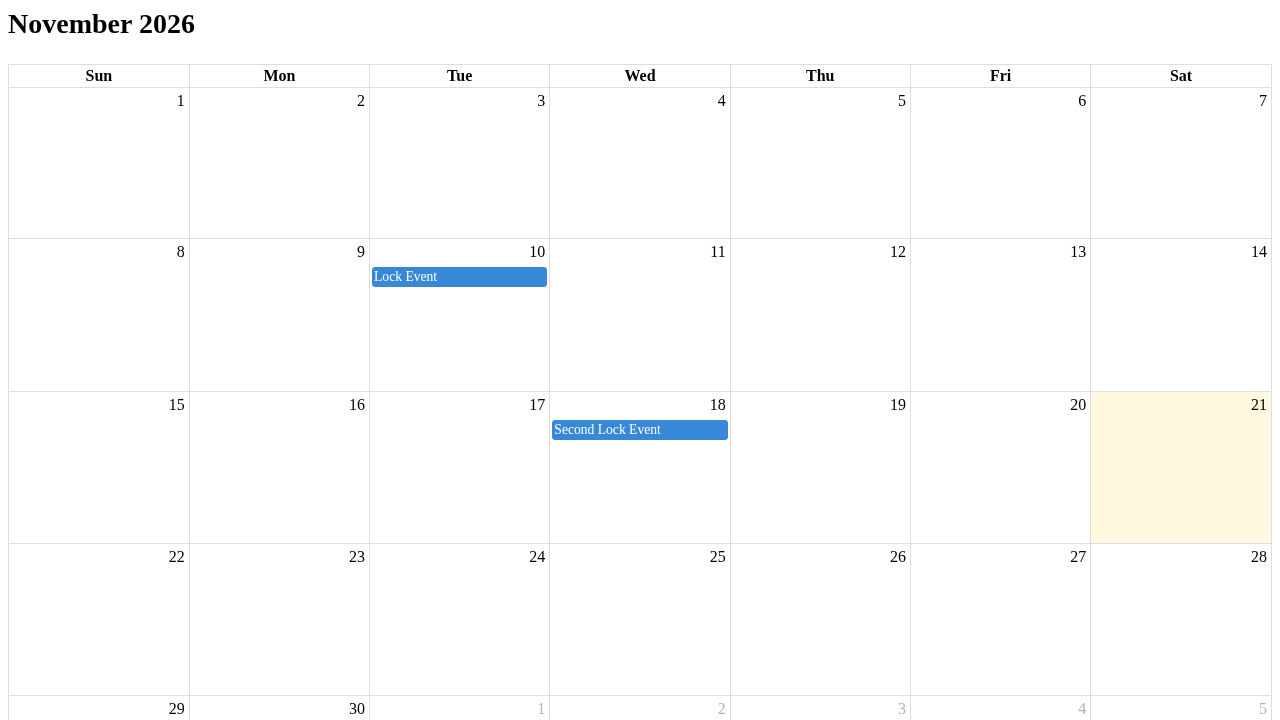 November 2026
Sun Mon Tue Wed Thu Fri Sat
1 2 3 4 5 6 7
8 9 10 11 12 13 14
Lock Event
15 16 17 18 19 20 21
Second Lock Event
22 23 24 25 26 27 28
29 30 1 2 3 4 5